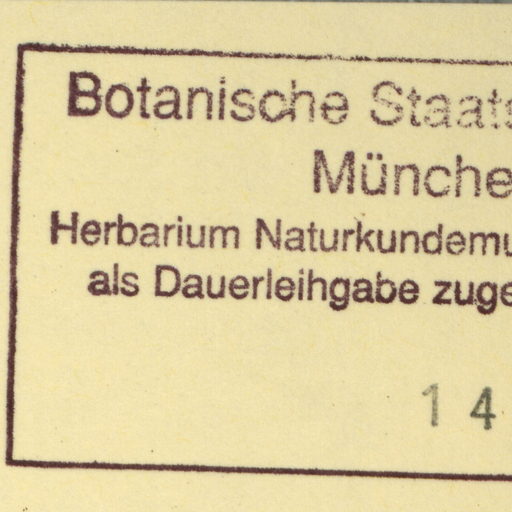 Botanische Staats
Münche
Herbarium Naturkundemu
als Dauerleihgabe zuge
14